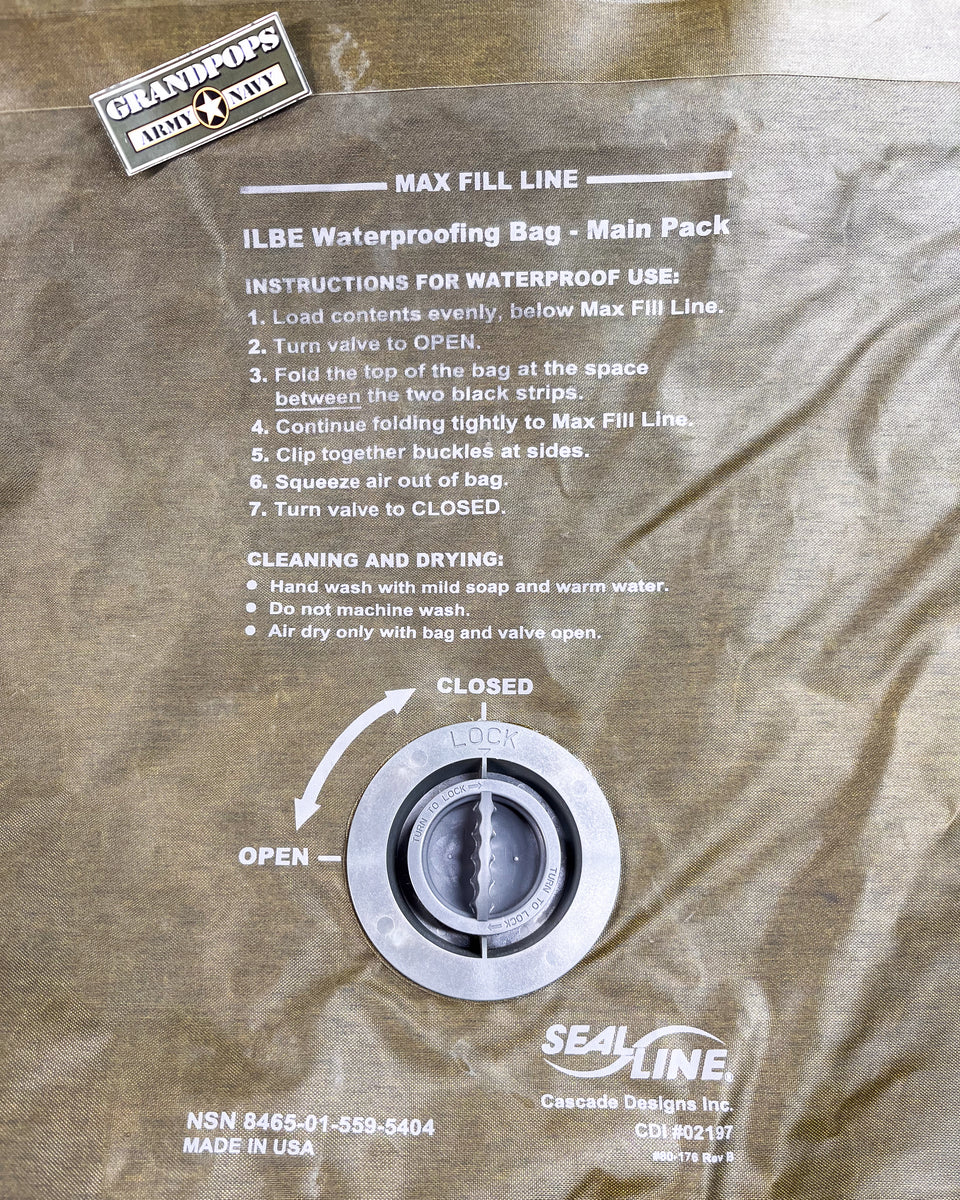 GRANDPOPS
ARMY NAVY
MAX FILL LINE
ILBE Waterproofing Bag - Main Pack
INSTRUCTIONS FOR WATERPROOF USE:
1. Load contents evenly, below Max Fill Line.
2. Turn valve to OPEN.
3. Fold the top of the bag at the space
between the two black strips.
4. Continue folding tightly to Max Fill Line.
5. Clip together buckles at sides.
6. Squeeze air out of bag.
7. Turn valve to CLOSED.
CLEANING AND DRYING:
● Hand wash with mild soap and warm water.
● Do not machine wash.
● Air dry only with bag and valve open.
CLOSED
LOCK
TURN TO LOCK
TURN TO LOCK
OPEN
SEAL LINE®
Cascade Designs Inc.
CDI #02197
#80-176 Rev B
NSN 8465-01-559-5404
MADE IN USA